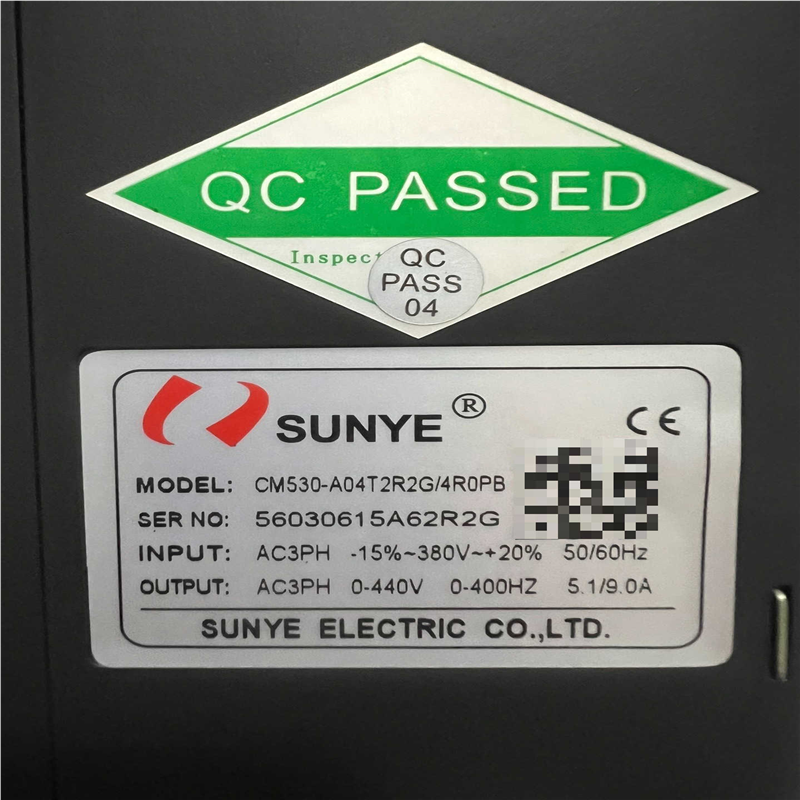 QC PASSED
Inspect
QC
PASS
04
SUNYE ®
CE
MODEL: CM530-A04T2R2G/4R0PB
SER NO: 56030615A62R2G
INPUT: AC3PH -15%~380V~+20% 50/60Hz
OUTPUT: AC3PH 0-440V 0-400HZ 5.1/9.0A
SUNYE ELECTRIC CO.,LTD.